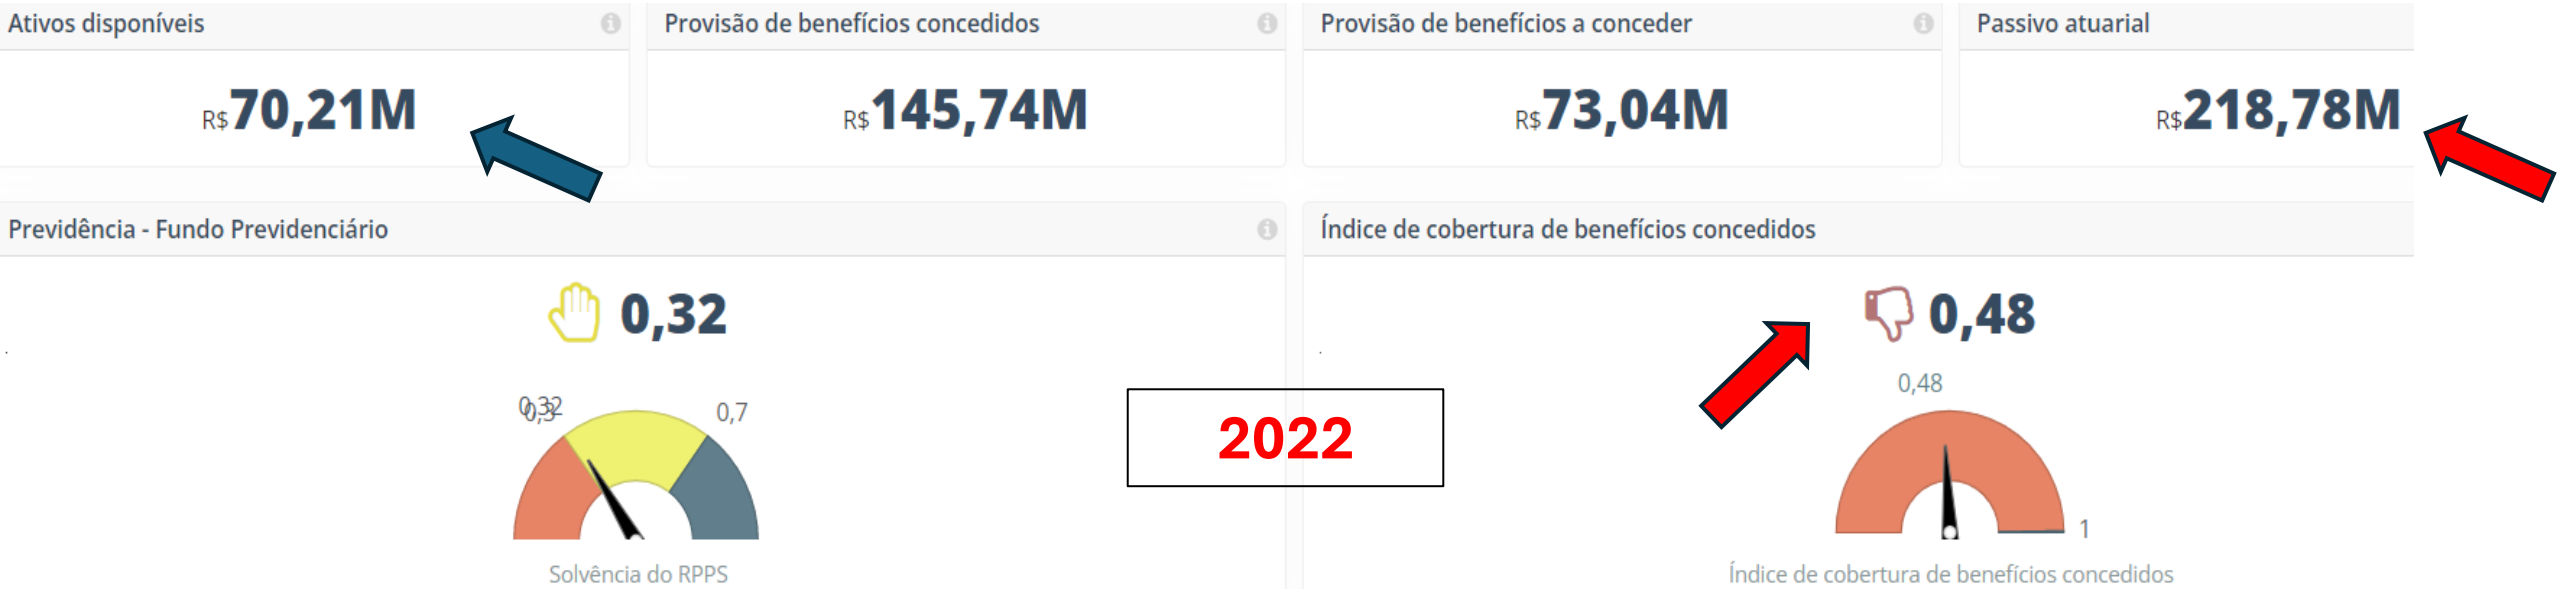 Ativos disponíveis
Provisão de benefícios concedidos
Provisão de benefícios a conceder
Passivo atuarial
R$70,21M
R$145,74M
R$73,04M
R$218,78M
Previdência - Fundo Previdenciário
Índice de cobertura de benefícios concedidos
0,32
0,48
0,3
0,32
0,7
0,48
1
2022
Solvência do RPPS
Índice de cobertura de benefícios concedidos